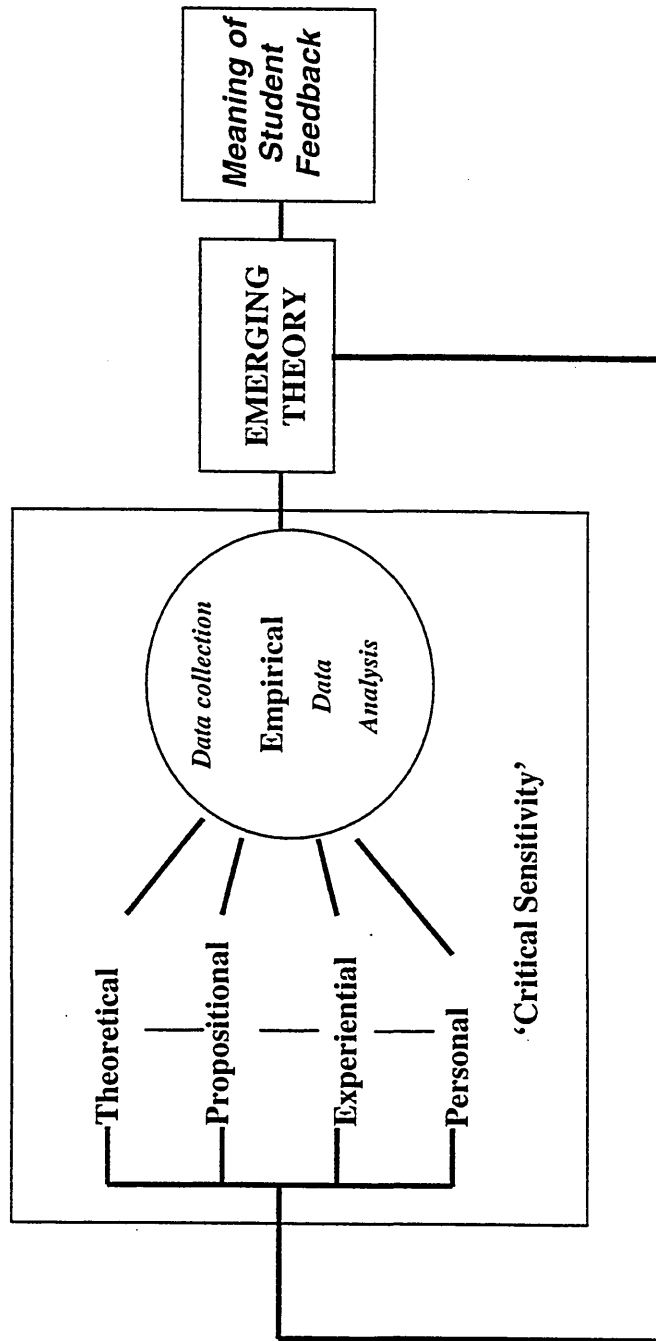 Theoretical
Propositional
Experiential
Personal
‘Critical Sensitivity’
Data collection
Empirical
Data
Analysis
EMERGING
THEORY
Meaning of
Student
Feedback